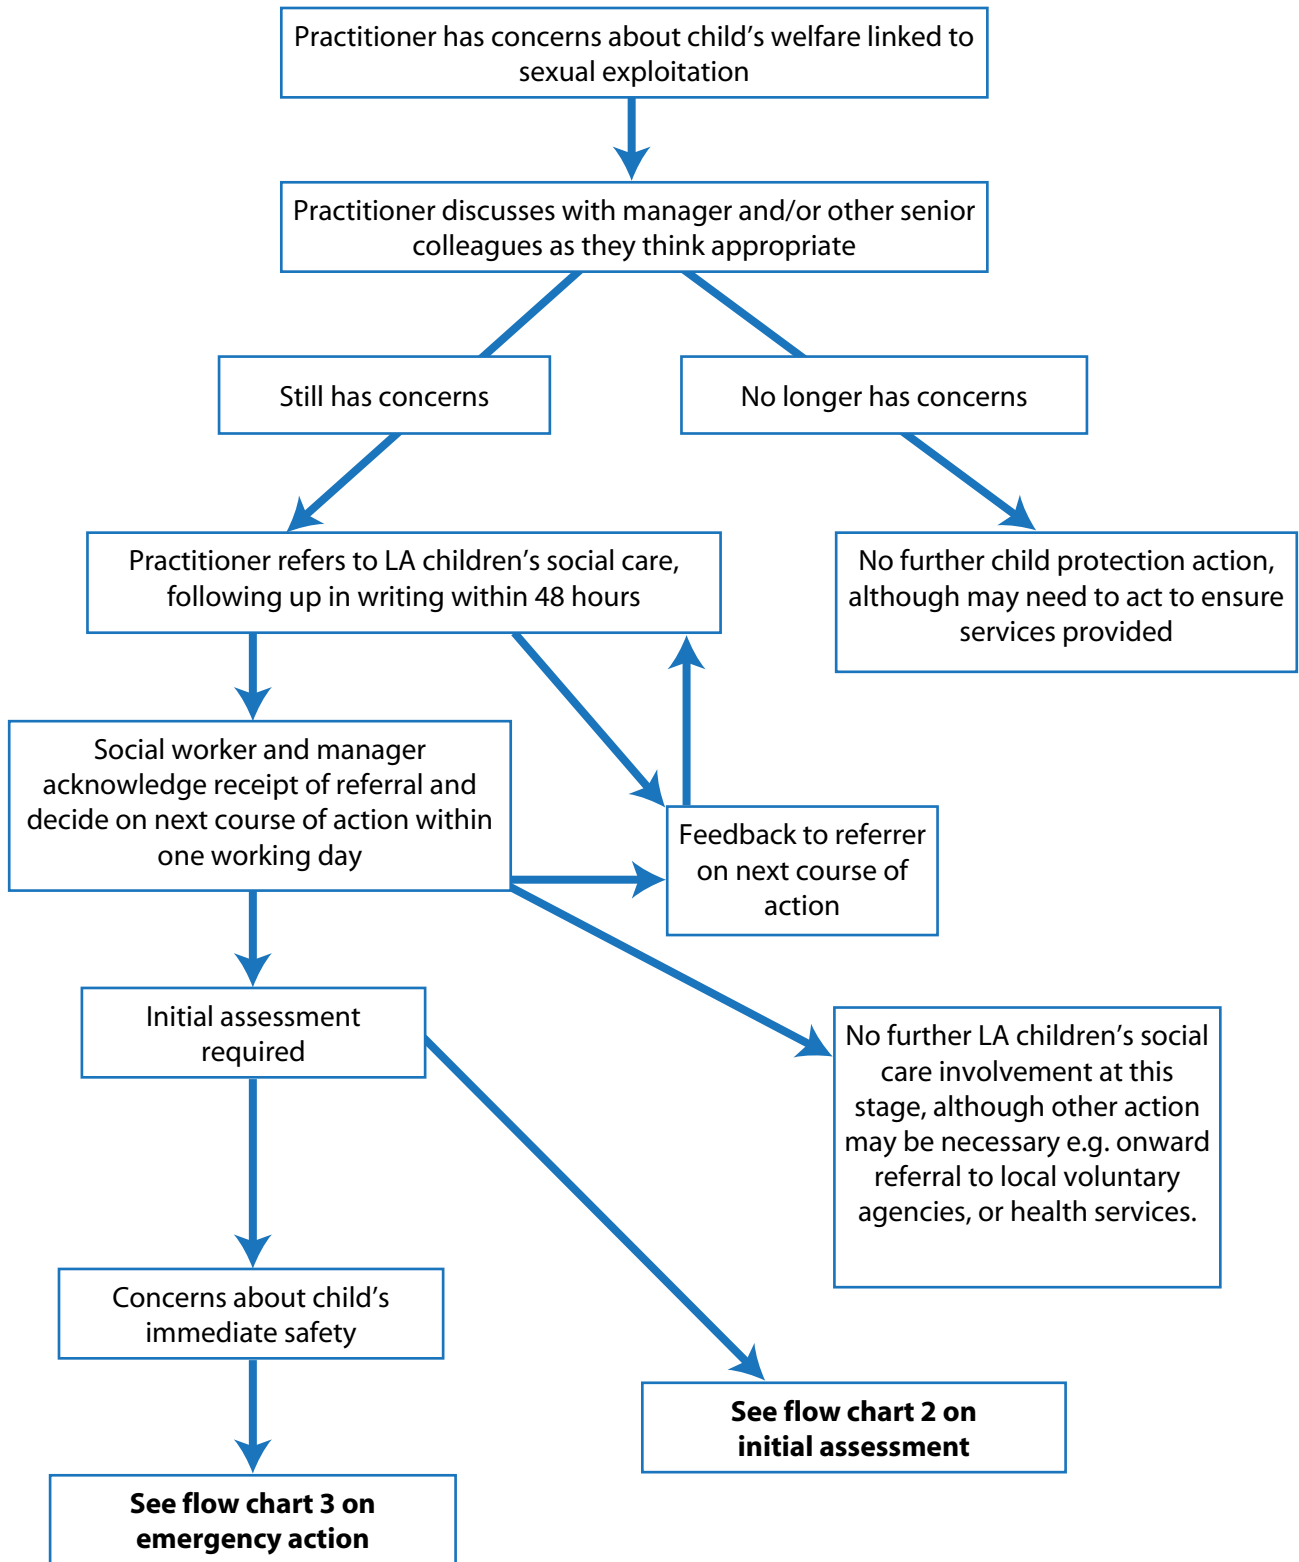 Practitioner has concerns about child’s welfare linked to
sexual exploitation
Practitioner discusses with manager and/or other senior
colleagues as they think appropriate
Still has concerns
No longer has concerns
Practitioner refers to LA children’s social care,
following up in writing within 48 hours
No further child protection action,
although may need to act to ensure
services provided
Social worker and manager
acknowledge receipt of referral and
decide on next course of action within
one working day
Feedback to referrer
on next course of
action
Initial assessment
required
No further LA children’s social
care involvement at this
stage, although other action
may be necessary e.g. onward
referral to local voluntary
agencies, or health services.
Concerns about child’s
immediate safety
See flow chart 2 on
initial assessment
See flow chart 3 on
emergency action